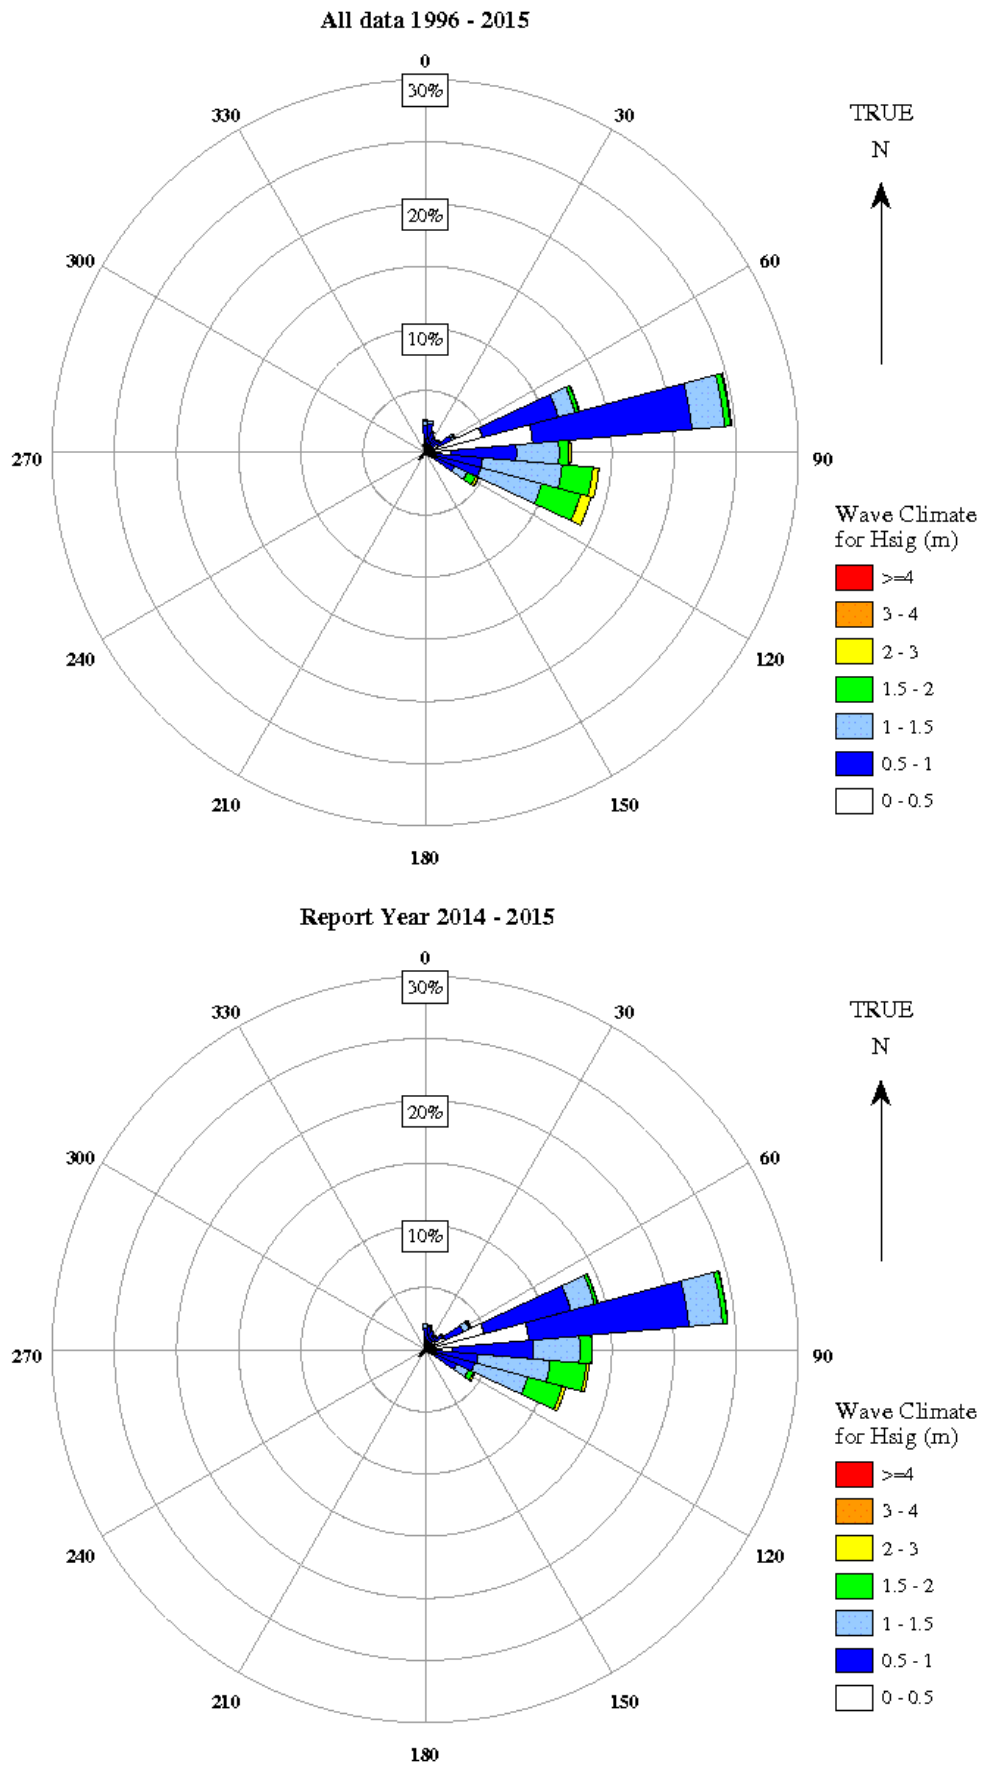 All data 1996 - 2015
0
30%
330
30
TRUE
N
20%
300
60
10%
270
90
Wave Climate
for Hsig (m)
>=4
3 - 4
2 - 3
1.5 - 2
1 - 1.5
0.5 - 1
0 - 0.5
240
120
210
150
180
Report Year 2014 - 2015
0
30%
330
30
TRUE
N
20%
300
60
10%
270
90
Wave Climate
for Hsig (m)
>=4
3 - 4
2 - 3
1.5 - 2
1 - 1.5
0.5 - 1
0 - 0.5
240
120
210
150
180